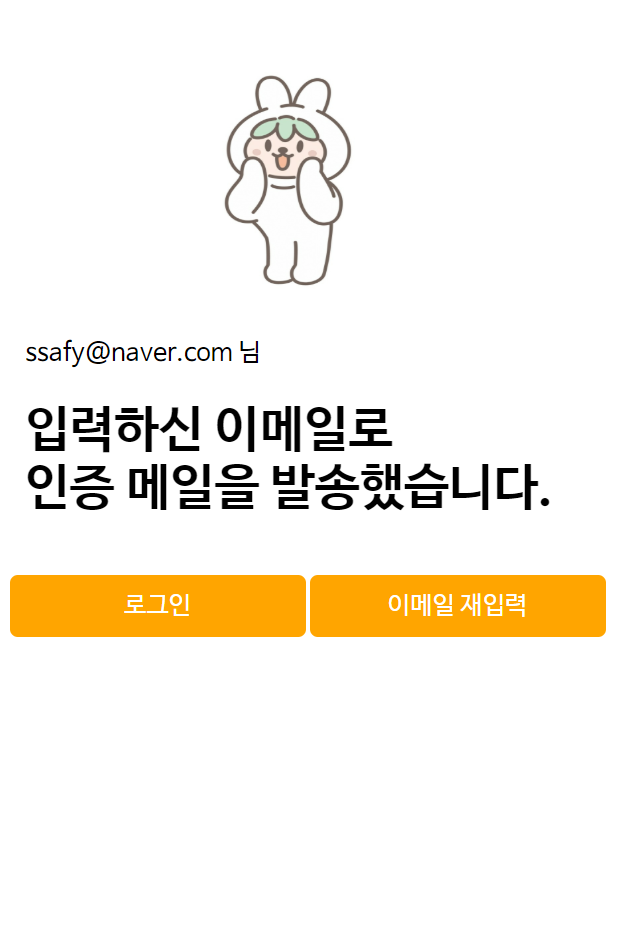 ssafy@naver.com 님
입력하신 이메일로
인증 메일을 발송했습니다.
로그인
이메일 재입력